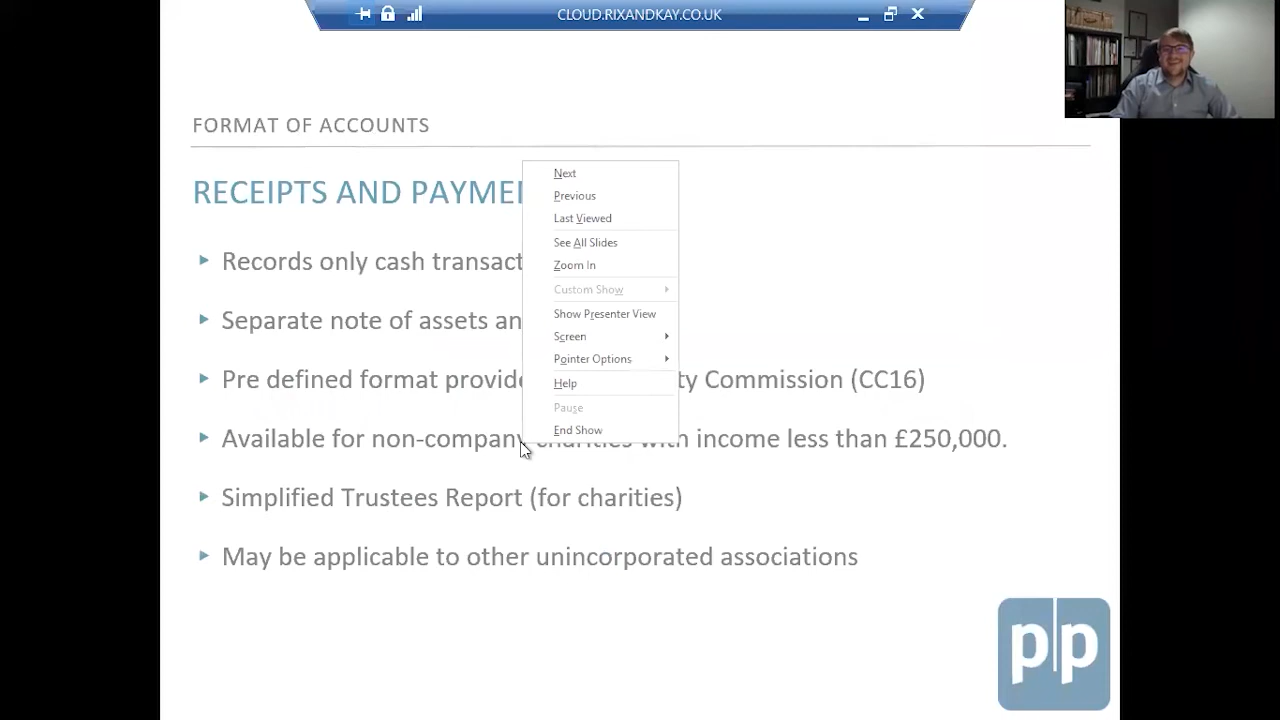 CLOUD.RIXANDKAY.CO.UK
FORMAT OF ACCOUNTS
RECEIPTS AND PAYME
Records only cash transact
Separate note of assets an
Pre defined format provide ty Commission (CC16)
Available for non-company charities with income less than £250,000.
Simplified Trustees Report (for charities)
May be applicable to other unincorporated associations
Next
Previous
Last Viewed
See All Slides
Zoom In
Custom Show
Show Presenter View
Screen
Pointer Options
Help
Pause
End Show
p|p